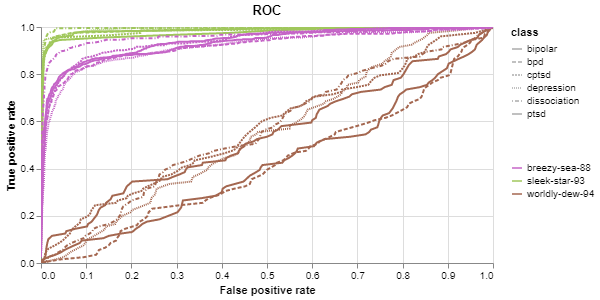 ROC
True positive rate
1.0
0.8
0.6
0.4
0.2
0.0
0.0 0.1 0.2 0.3 0.4 0.5 0.6 0.7 0.8 0.9 1.0
False positive rate
class
bipolar
bpd
cptsd
depression
dissociation
ptsd
breezy-sea-88
sleek-star-93
worldly-dew-94